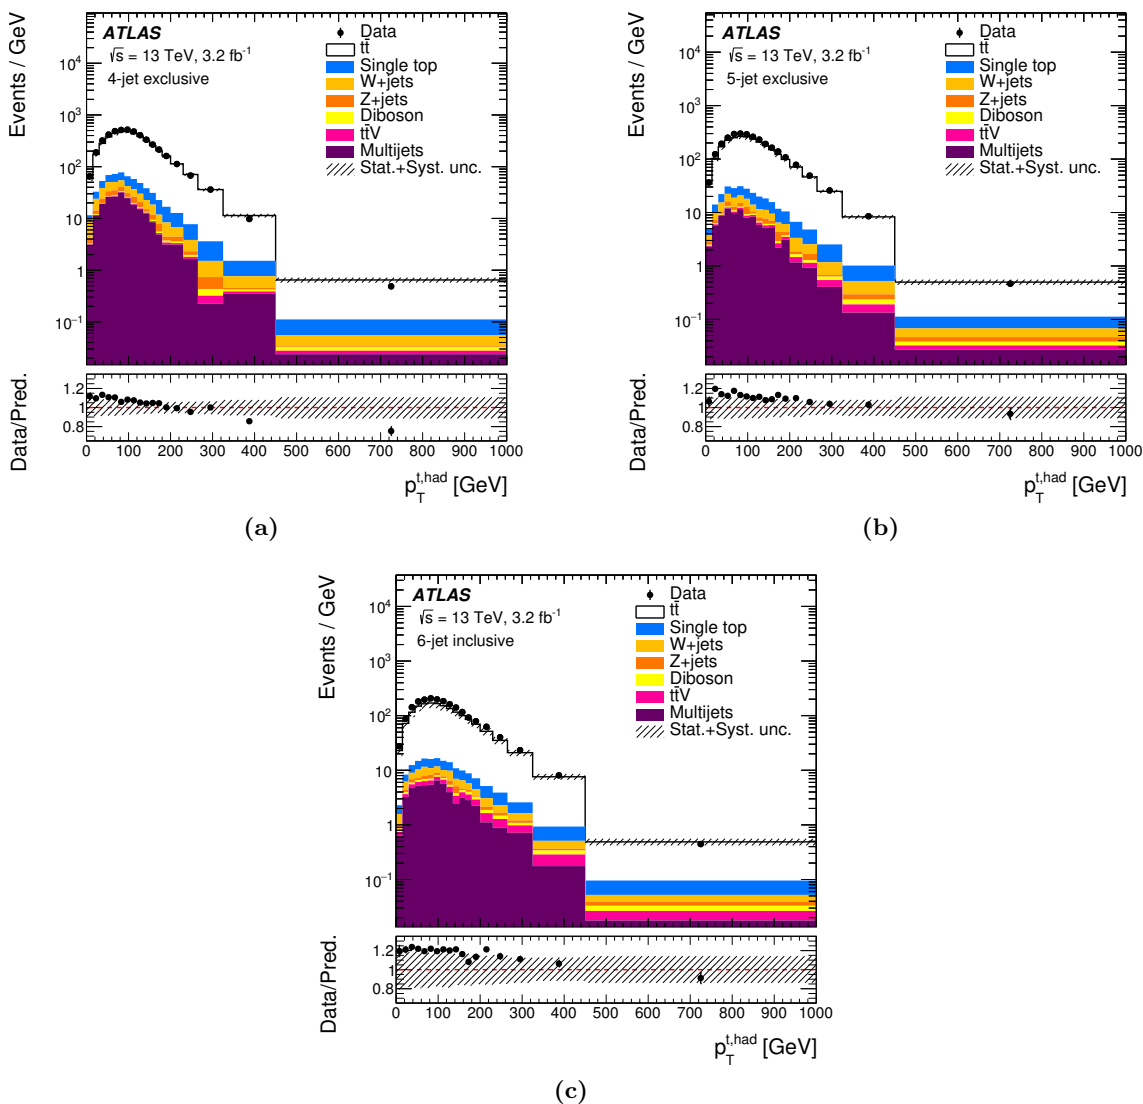 Events / GeV
ATLAS
√s = 13 TeV, 3.2 fb⁻¹
4-jet exclusive
Data
tt̄
Single top
W+jets
Z+jets
Diboson
tt̄V
Multijets
Stat.+Syst. unc.
10⁴
10³
10²
10
1
10⁻¹
Data/Pred.
1.2
1
0.8
0 100 200 300 400 500 600 700 800 900 1000
p_T^{t,had} [GeV]
(a)
Events / GeV
ATLAS
√s = 13 TeV, 3.2 fb⁻¹
5-jet exclusive
Data
tt̄
Single top
W+jets
Z+jets
Diboson
tt̄V
Multijets
Stat.+Syst. unc.
10⁴
10³
10²
10
1
10⁻¹
Data/Pred.
1.2
1
0.8
0 100 200 300 400 500 600 700 800 900 1000
p_T^{t,had} [GeV]
(b)
Events / GeV
ATLAS
√s = 13 TeV, 3.2 fb⁻¹
6-jet inclusive
Data
tt̄
Single top
W+jets
Z+jets
Diboson
tt̄V
Multijets
Stat.+Syst. unc.
10⁴
10³
10²
10
1
10⁻¹
Data/Pred.
1.2
1
0.8
0 100 200 300 400 500 600 700 800 900 1000
p_T^{t,had} [GeV]
(c)